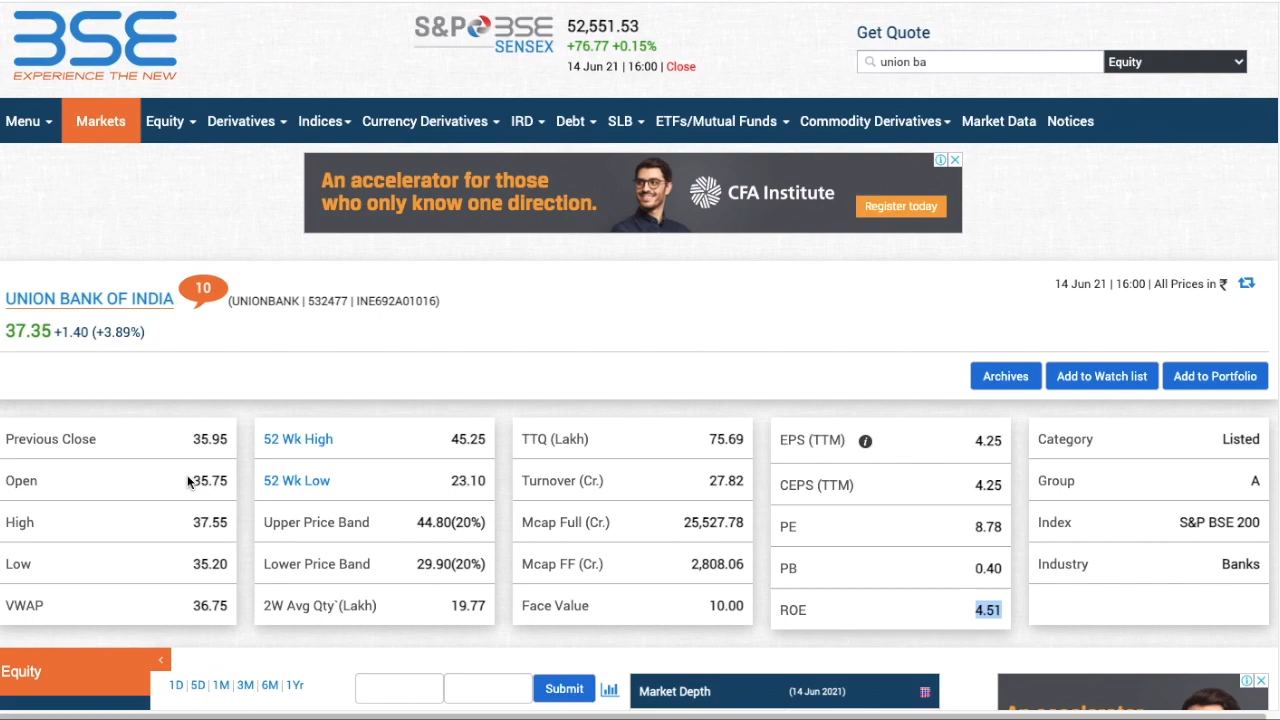 BSE
EXPERIENCE THE NEW
S&P BSE
SENSEX
52,551.53
+76.77 +0.15%
14 Jun 21 | 16:00 | Close
Get Quote
union ba
Equity
Menu
Markets
Equity
Derivatives
Indices
Currency Derivatives
IRD
Debt
SLB
ETFs/Mutual Funds
Commodity Derivatives
Market Data
Notices
An accelerator for those
who only know one direction.
CFA Institute
Register today
UNION BANK OF INDIA
10
(UNIONBANK | 532477 | INE692A01016)
14 Jun 21 | 16:00 | All Prices in ₹
37.35 +1.40 (+3.89%)
Archives
Add to Watch list
Add to Portfolio
Previous Close 35.95
Open 35.75
High 37.55
Low 35.20
VWAP 36.75
52 Wk High 45.25
52 Wk Low 23.10
Upper Price Band 44.80(20%)
Lower Price Band 29.90(20%)
2W Avg Qty`(Lakh) 19.77
TTQ (Lakh) 75.69
Turnover (Cr.) 27.82
Mcap Full (Cr.) 25,527.78
Mcap FF (Cr.) 2,808.06
Face Value 10.00
EPS (TTM) 4.25
CEPS (TTM) 4.25
PE 8.78
PB 0.40
ROE 4.51
Category Listed
Group A
Index S&P BSE 200
Industry Banks
Equity
1D | 5D | 1M | 3M | 6M | 1Yr
Submit
Market Depth (14 Jun 2021)